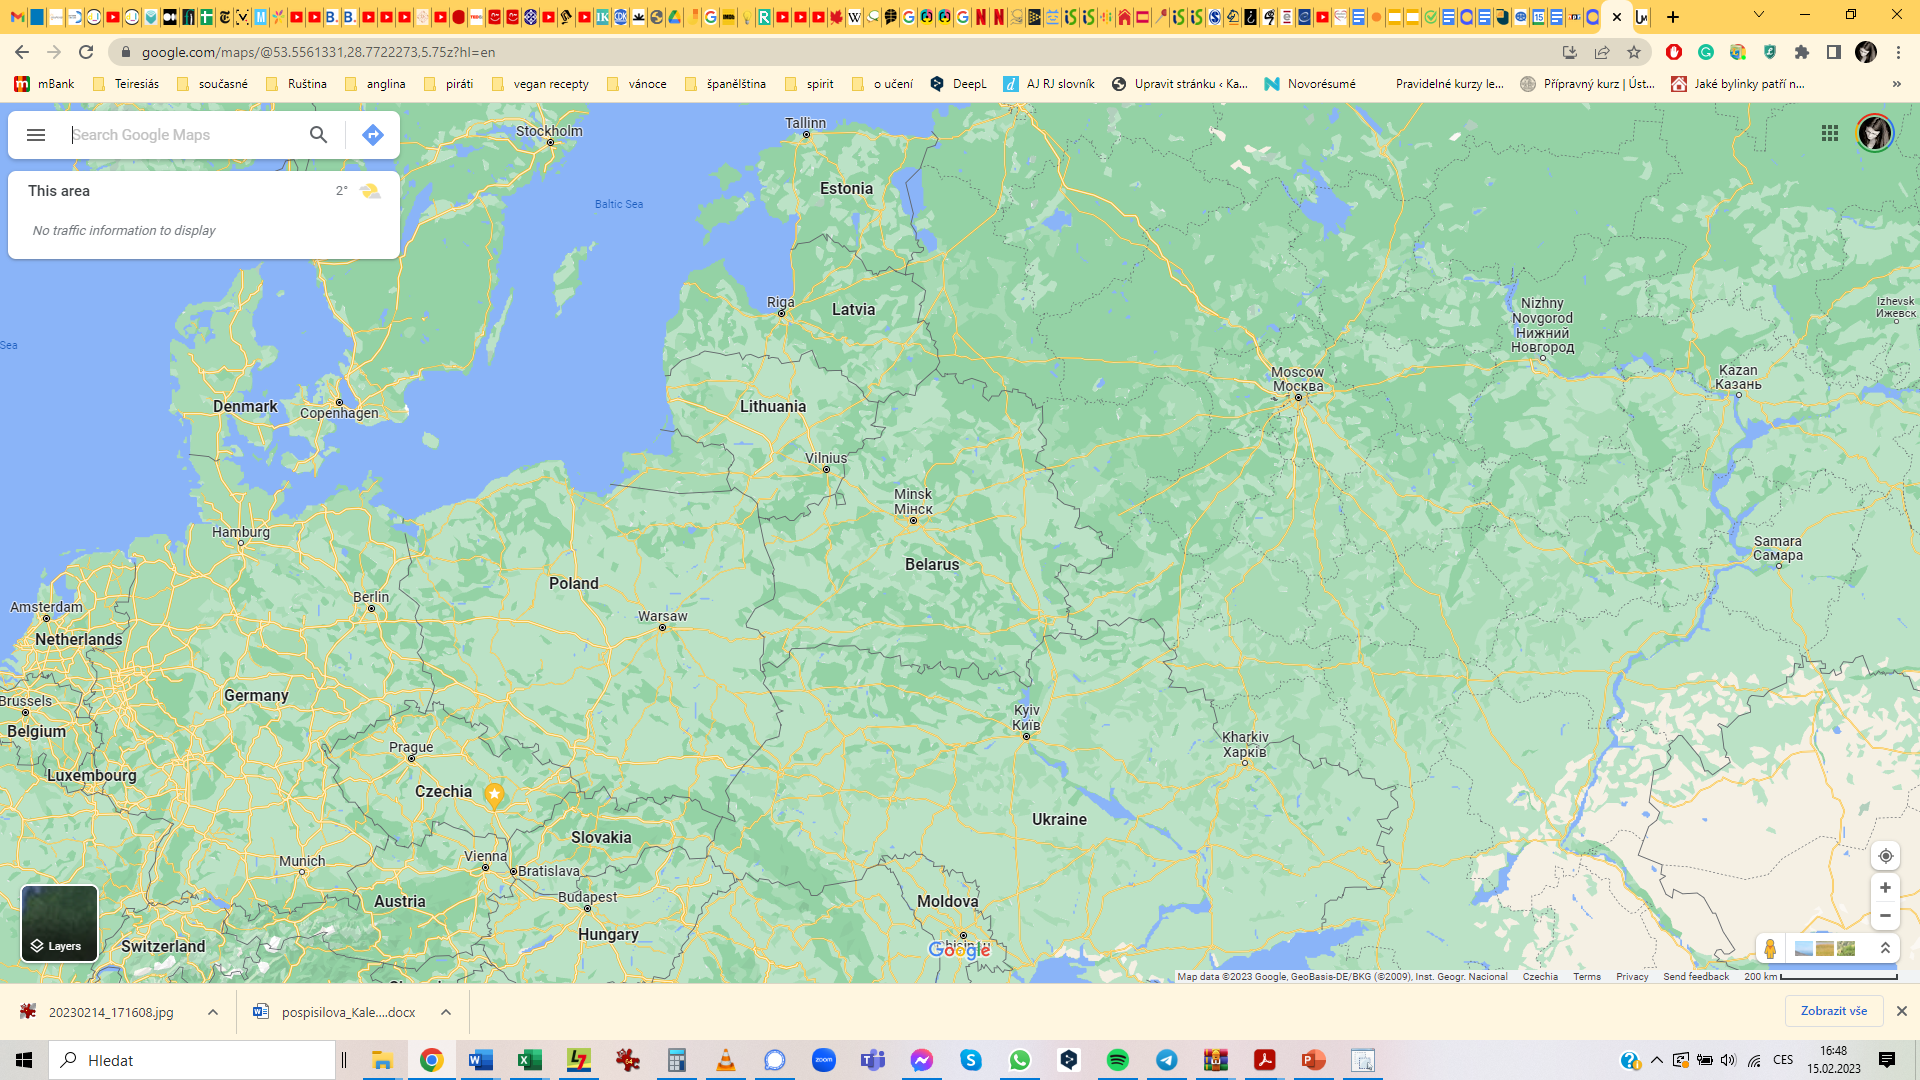 google.com/maps/@53.5561331,28.7722273,5.75z?hl=en
mBank
Teiresiás
současné
Ruština
anglina
piráti
vegan recepty
vánoce
španělština
spirit
o učení
DeepL
AJ RJ slovník
Upravit stránku ‹ Ka...
Novorésumé
Pravidelné kurzy le...
Přípravný kurz | Úst...
Jaké bylinky patří n...
»
Search Google Maps
This area
2°
No traffic information to display
Stockholm
Tallinn
Estonia
Baltic Sea
Riga
Latvia
Nizhny
Novgorod
Нижний
Новгород
Izhevsk
Ижевск
Sea
Moscow
Москва
Kazan
Казань
Denmark
Copenhagen
Lithuania
Vilnius
Minsk
Мінск
Hamburg
Belarus
Samara
Самара
Poland
Berlin
Amsterdam
Warsaw
Netherlands
Germany
Brussels
Belgium
Kyiv
Київ
Kharkiv
Харків
Prague
Luxembourg
Czechia
Slovakia
Ukraine
Vienna
Munich
Bratislava
Budapest
Austria
Moldova
Hungary
Switzerland
Layers
Google
Map data ©2023 Google, GeoBasis-DE/BKG (©2009), Inst. Geogr. Nacional
Czechia
Terms
Privacy
Send feedback
200 km
20230214_171608.jpg
pospisilova_Kale....docx
Zobrazit vše
Hledat
zoom
CES
16:48
15.02.2023